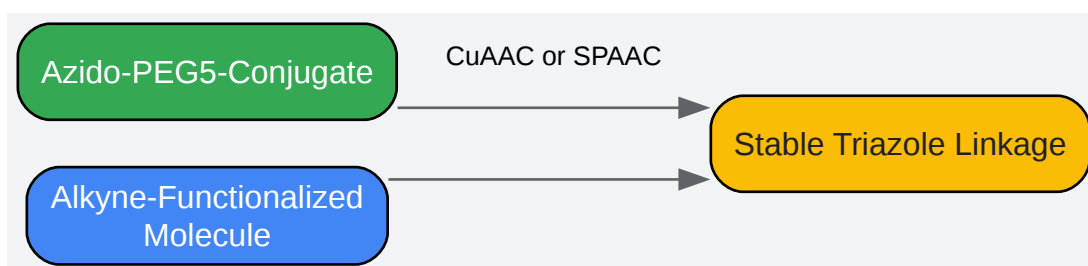 Azido-PEG5-Conjugate
CuAAC or SPAAC
Stable Triazole Linkage
Alkyne-Functionalized
Molecule